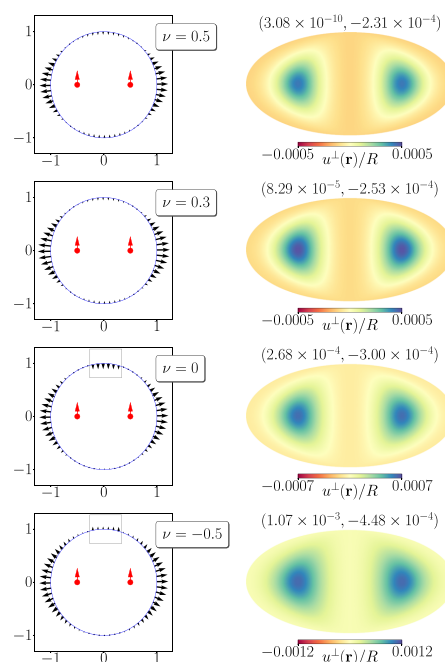 1
0
−1
−1 0 1
ν = 0.5
(3.08 × 10⁻¹⁰, −2.31 × 10⁻⁴)
−0.0005 0.0005
u^⊥(r)/R
1
0
−1
−1 0 1
ν = 0.3
(8.29 × 10⁻⁵, −2.53 × 10⁻⁴)
−0.0005 0.0005
u^⊥(r)/R
1
0
−1
−1 0 1
ν = 0
(2.68 × 10⁻⁴, −3.00 × 10⁻⁴)
−0.0007 0.0007
u^⊥(r)/R
1
0
−1
−1 0 1
ν = −0.5
(1.07 × 10⁻³, −4.48 × 10⁻⁴)
−0.0012 0.0012
u^⊥(r)/R